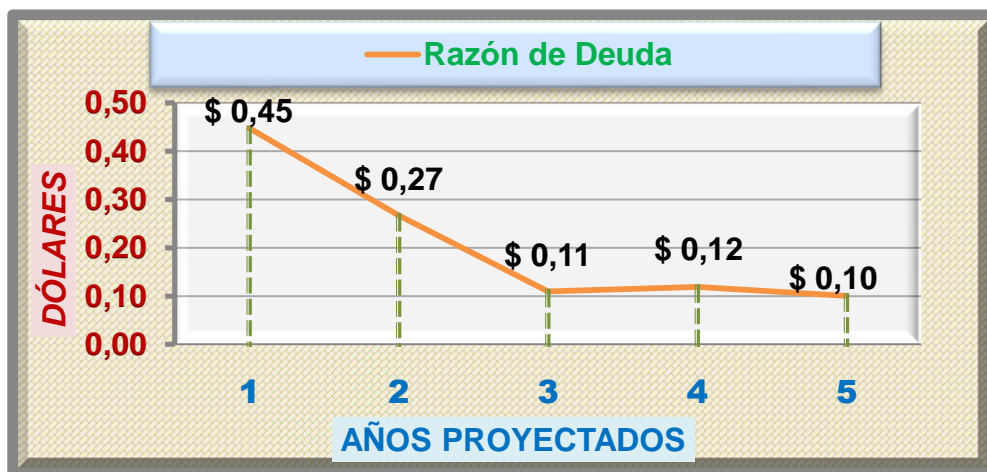 Razón de Deuda
0,50
0,40
0,30
0,20
0,10
0,00
DÓLARES
$ 0,45
$ 0,27
$ 0,11
$ 0,12
$ 0,10
1 2 3 4 5
AÑOS PROYECTADOS